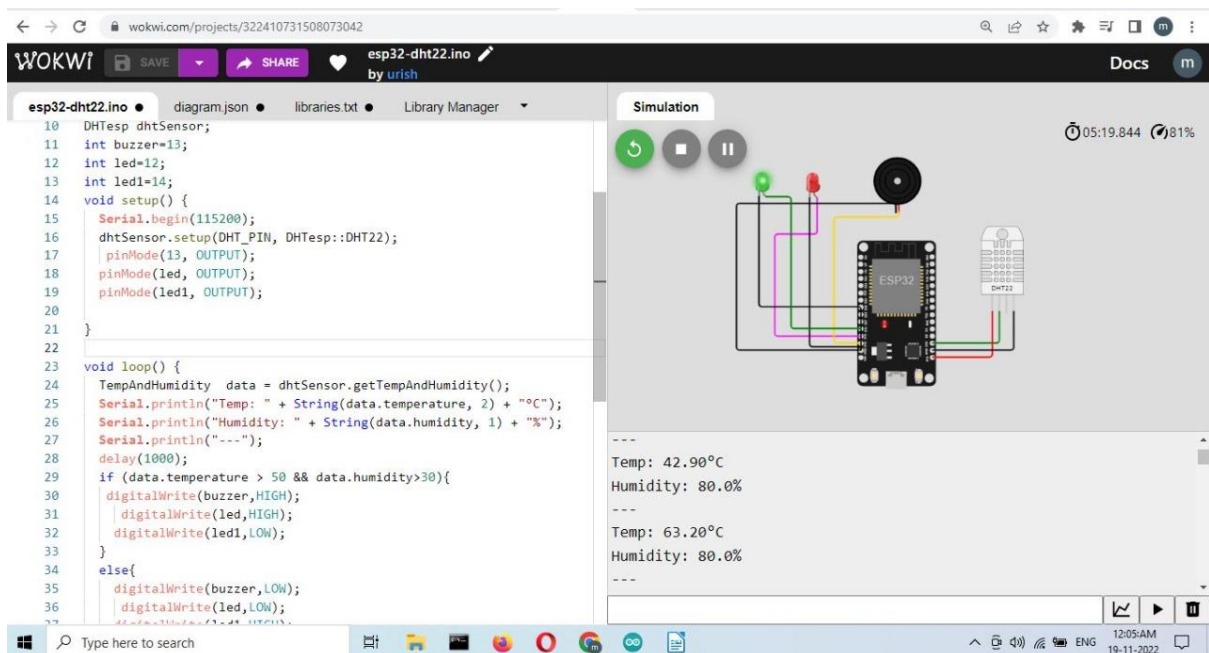 wokwi.com/projects/322410731508073042
m
WOKWI
SAVE
SHARE
esp32-dht22.ino
by urish
Docs
m
esp32-dht22.ino ●
diagram.json ●
libraries.txt ●
Library Manager
Simulation
05:19.844
81%
10 DHTesp dhtSensor;
11 int buzzer=13;
12 int led=12;
13 int led1=14;
14 void setup() {
15 Serial.begin(115200);
16 dhtSensor.setup(DHT_PIN, DHTesp::DHT22);
17 pinMode(13, OUTPUT);
18 pinMode(led, OUTPUT);
19 pinMode(led1, OUTPUT);
20
21 }
22
23 void loop() {
24 TempAndHumidity data = dhtSensor.getTempAndHumidity();
25 Serial.println("Temp: " + String(data.temperature, 2) + "°C");
26 Serial.println("Humidity: " + String(data.humidity, 1) + "%");
27 Serial.println("---");
28 delay(1000);
29 if (data.temperature > 50 && data.humidity>30){
30 digitalWrite(buzzer,HIGH);
31 digitalWrite(led,HIGH);
32 digitalWrite(led1,LOW);
33 }
34 else{
35 digitalWrite(buzzer,LOW);
36 digitalWrite(led,LOW);
ESP32
DHT22
---
Temp: 42.90°C
Humidity: 80.0%
---
Temp: 63.20°C
Humidity: 80.0%
---
Type here to search
ENG
12:05:AM
19-11-2022